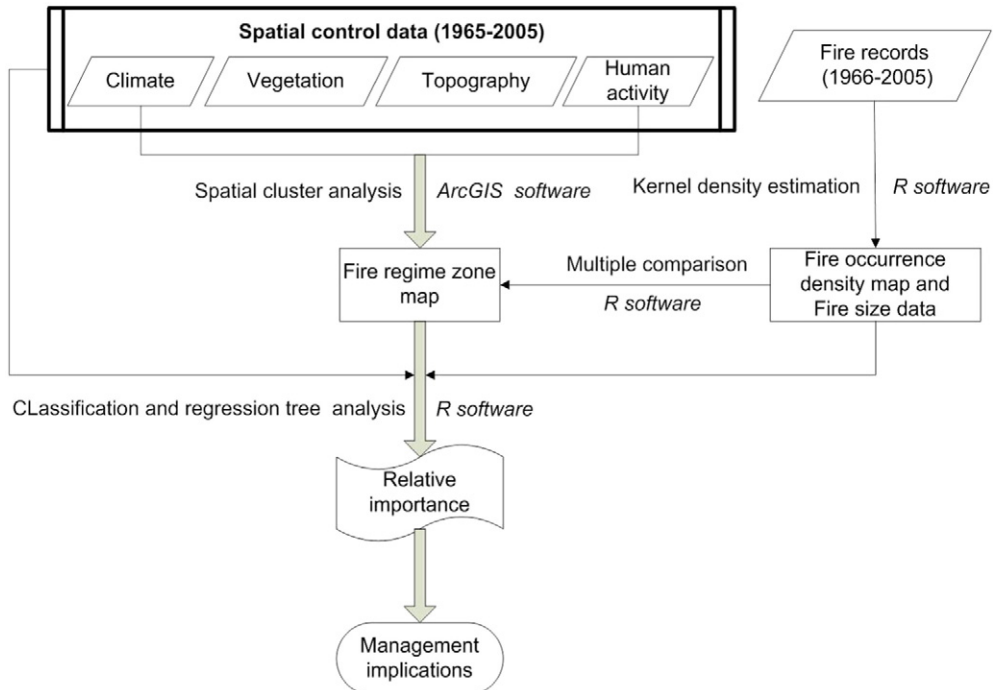 Spatial control data (1965-2005)
Climate
Vegetation
Topography
Human
activity
Fire records
(1966-2005)
Spatial cluster analysis
ArcGIS software
Kernel density estimation
R software
Fire regime zone
map
Multiple comparison
R software
Fire occurrence
density map and
Fire size data
CLassification and regression tree analysis
R software
Relative
importance
Management
implications